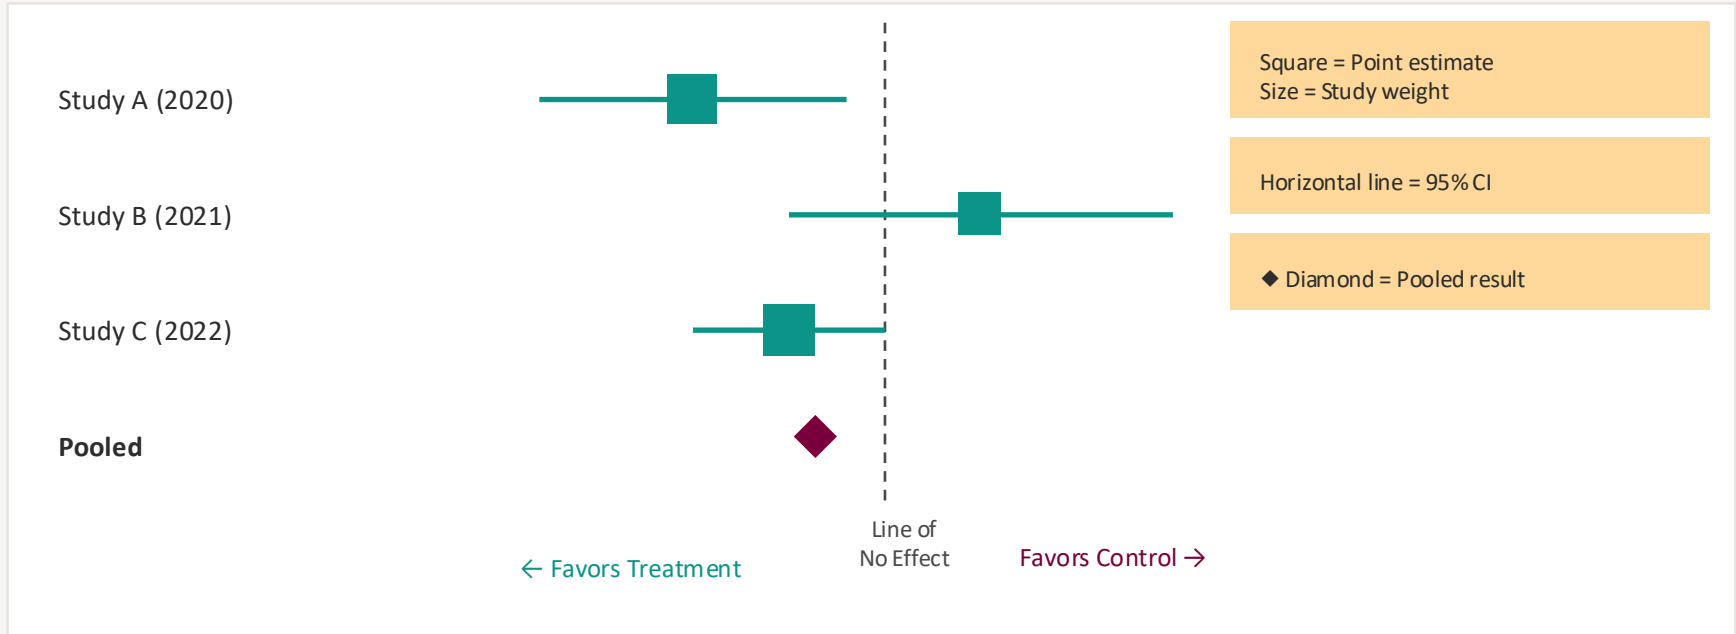 Study A (2020)
Study B (2021)
Study C (2022)
Pooled
Square = Point estimate
Size = Study weight
Horizontal line = 95% CI
◆ Diamond = Pooled result
Line of
No Effect
← Favors Treatment
Favors Control →